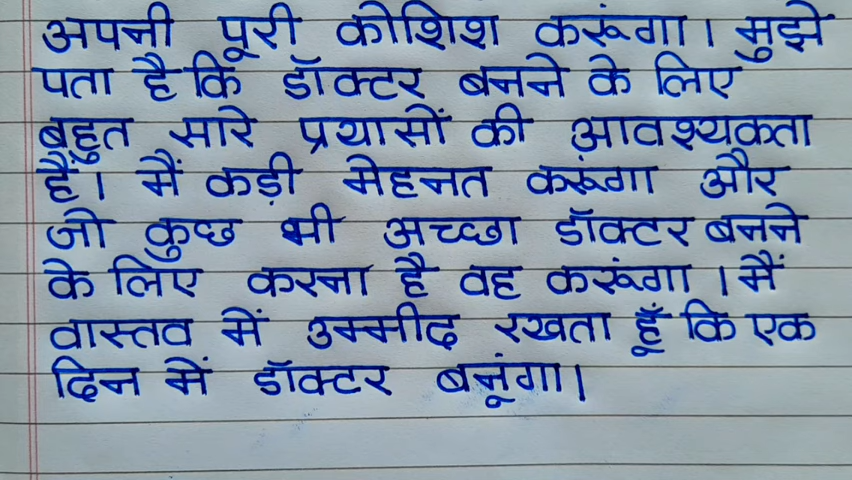 अपनी पूरी कोशिश करूंगा। मुझे
पता है कि डॉक्टर बनने के लिए
बहुत सारे प्रयासों की आवश्यकता
हैं। मैं कड़ी मेहनत करूंगा और
जो कुछ भी अच्छा डॉक्टर बनने
के लिए करना है वह करूंगा । मैं
वास्तव में उम्मीद रखता हूँ कि एक
दिन में डॉक्टर बनूंगा।